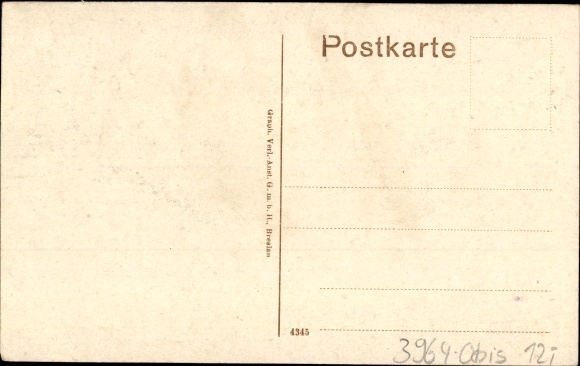 Postkarte
Graph. Verl.-Anst. G. m. b. H., Breslau
4345
3964-Obis 12i